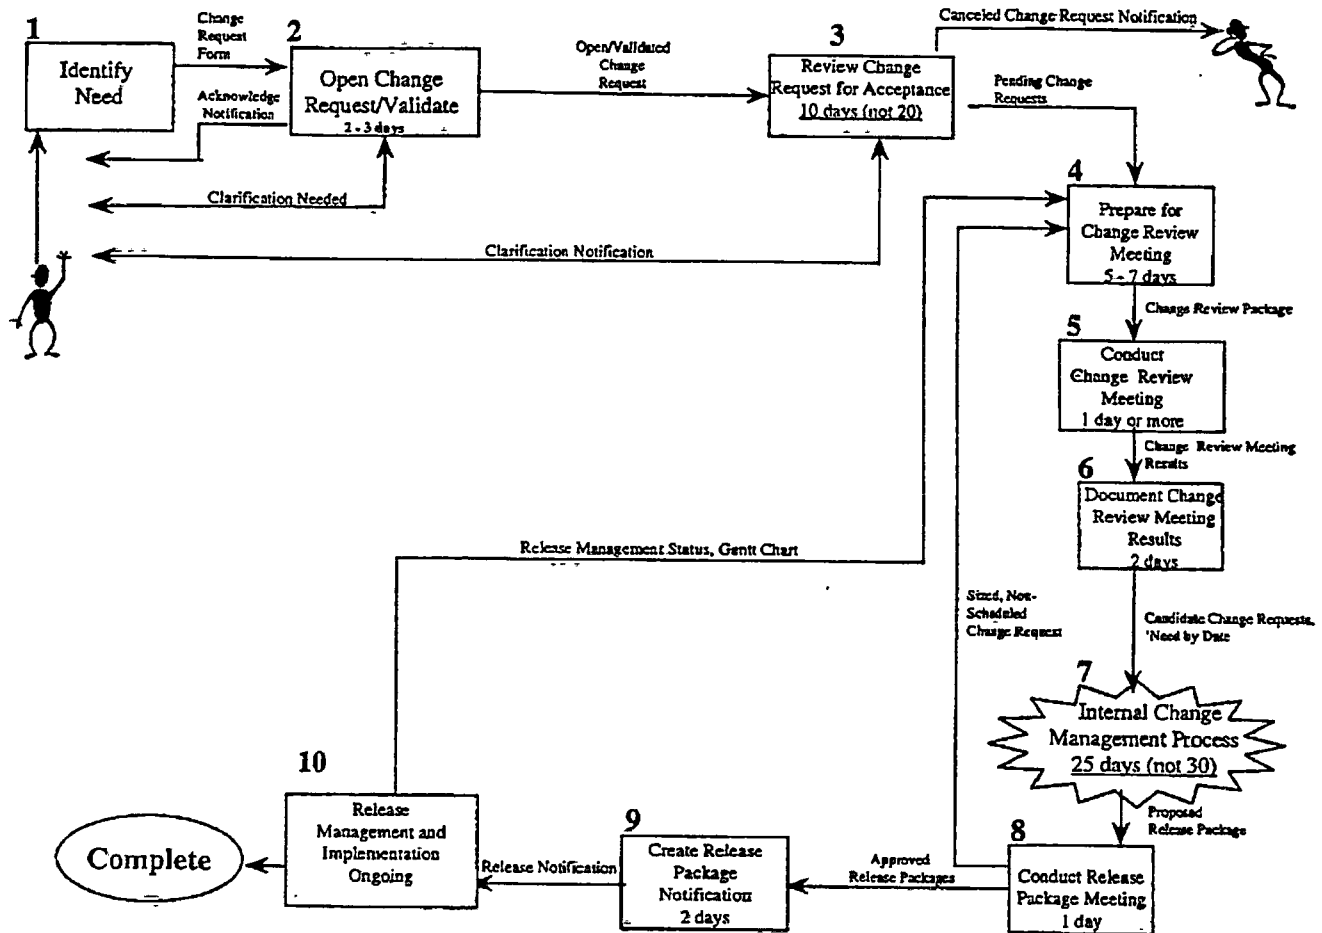 1
Identify
Need
Change
Request
Form
Acknowledge
Notification
2
Open Change
Request/Validate
2 - 3 days
Clarification Needed
Clarification Notification
Open/Validated
Change
Request
3
Review Change
Request for Acceptance
10 days (not 20)
Canceled Change Request Notification
Pending Change
Requests
4
Prepare for
Change Review
Meeting
5 - 7 days
Change Review Package
5
Conduct
Change Review
Meeting
1 day or more
Change Review Meeting
Results
6
Document Change
Review Meeting
Results
2 days
Candidate Change Requests,
'Need by Date
7
Internal Change
Management Process
25 days (not 30)
Proposed
Release Package
8
Conduct Release
Package Meeting
1 day
Sized, Non-
Scheduled
Change Request
Approved
Release Packages
9
Create Release
Package
Notification
2 days
Release Notification
10
Release
Management and
Implementation
Ongoing
Release Management Status, Gantt Chart
Complete